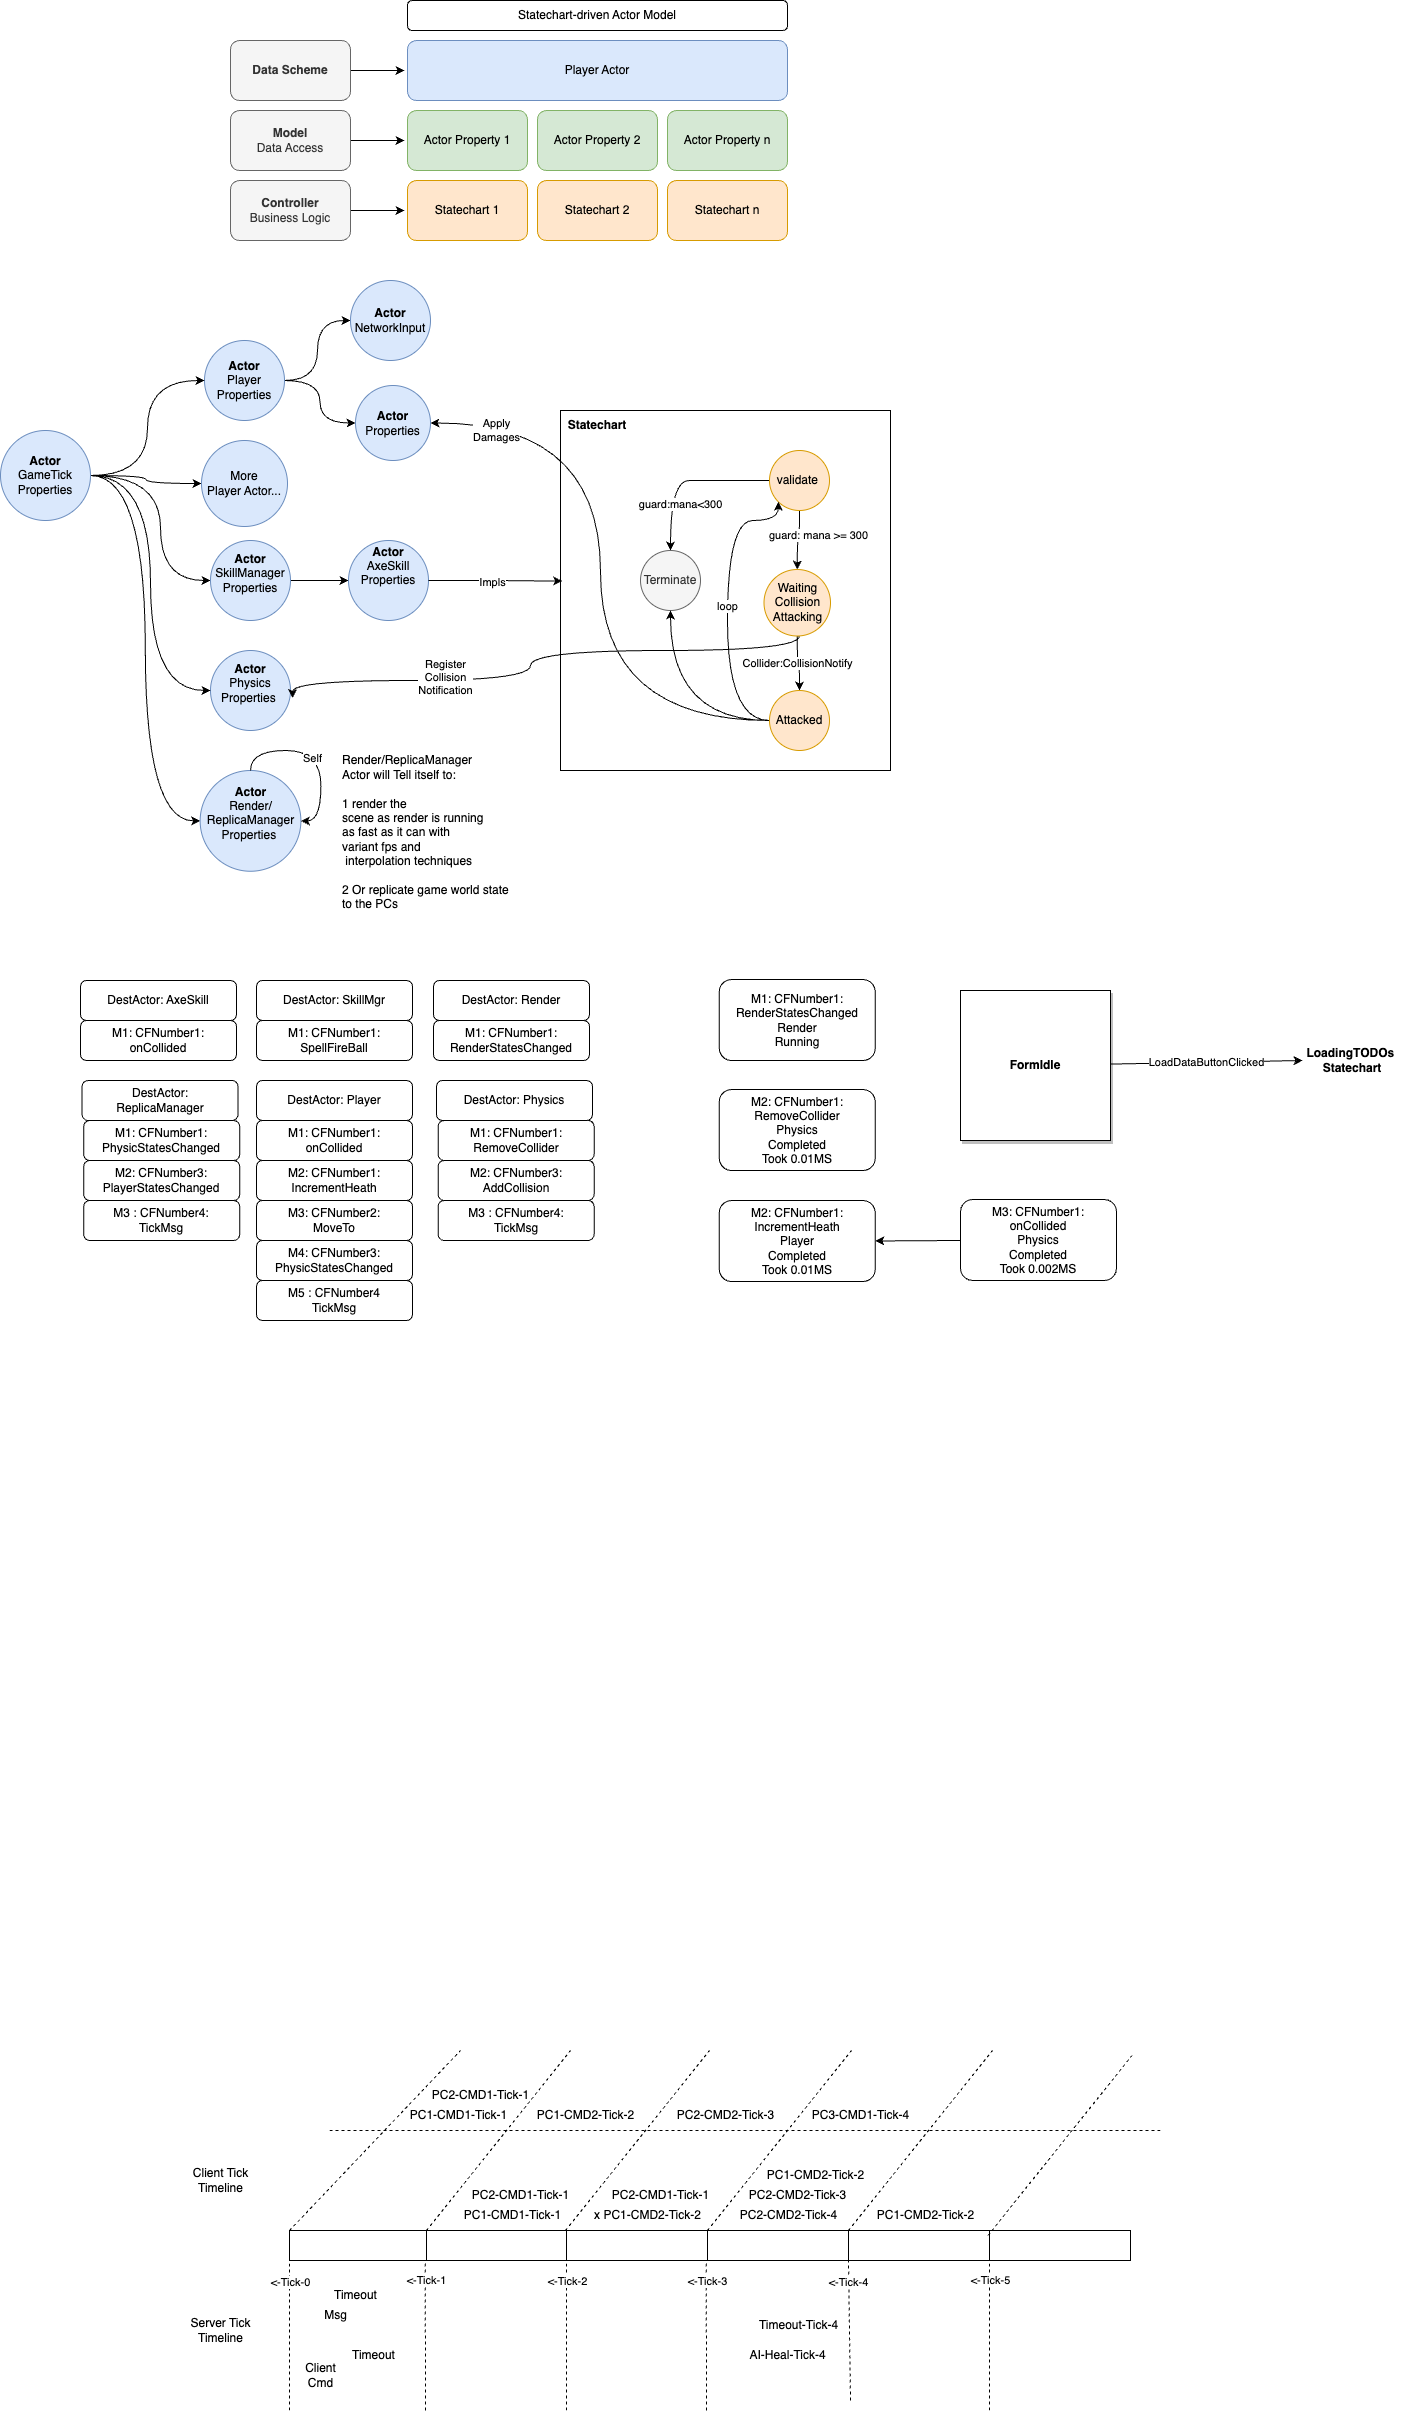 Statechart-driven Actor Model
Data Scheme
Player Actor
Model
Data Access
Actor Property 1
Actor Property 2
Actor Property n
Controller
Business Logic
Statechart 1
Statechart 2
Statechart n
Actor
NetworkInput
Actor
Player
Properties
Actor
Properties
Apply
Damages
Actor
GameTick
Properties
More
Player Actor...
Actor
SkillManager
Properties
Actor
AxeSkill
Properties
Impls
Statechart
validate
guard:mana<300
guard: mana >= 300
Terminate
Waiting
Collision
Attacking
loop
Collider:CollisionNotify
Attacked
Actor
Physics
Properties
Register
Collision
Notification
Self
Actor
Render/
ReplicaManager
Properties
Render/ReplicaManager
Actor will Tell itself to:
1 render the
scene as render is running
as fast as it can with
variant fps and
interpolation techniques
2 Or replicate game world state
to the PCs
DestActor: AxeSkill
M1: CFNumber1:
onCollided
DestActor: SkillMgr
M1: CFNumber1:
SpellFireBall
DestActor: Render
M1: CFNumber1:
RenderStatesChanged
DestActor:
ReplicaManager
M1: CFNumber1:
PhysicStatesChanged
M2: CFNumber3:
PlayerStatesChanged
M3 : CFNumber4:
TickMsg
DestActor: Player
M1: CFNumber1:
onCollided
M2: CFNumber1:
IncrementHeath
M3: CFNumber2:
MoveTo
M4: CFNumber3:
PhysicStatesChanged
M5 : CFNumber4
TickMsg
DestActor: Physics
M1: CFNumber1:
RemoveCollider
M2: CFNumber3:
AddCollision
M3 : CFNumber4:
TickMsg
M1: CFNumber1:
RenderStatesChanged
Render
Running
M2: CFNumber1:
RemoveCollider
Physics
Completed
Took 0.01MS
M2: CFNumber1:
IncrementHeath
Player
Completed
Took 0.01MS
M3: CFNumber1:
onCollided
Physics
Completed
Took 0.002MS
FormIdle
LoadDataButtonClicked
LoadingTODOs
Statechart
PC2-CMD1-Tick-1
PC1-CMD1-Tick-1
PC1-CMD2-Tick-2
PC2-CMD2-Tick-3
PC3-CMD1-Tick-4
Client Tick
Timeline
PC1-CMD2-Tick-2
PC2-CMD1-Tick-1
PC2-CMD1-Tick-1
PC2-CMD2-Tick-3
PC1-CMD1-Tick-1
x PC1-CMD2-Tick-2
PC2-CMD2-Tick-4
PC1-CMD2-Tick-2
<-Tick-0
<-Tick-1
<-Tick-2
<-Tick-3
<-Tick-4
<-Tick-5
Timeout
Msg
Server Tick
Timeline
Timeout-Tick-4
Timeout
AI-Heal-Tick-4
Client
Cmd